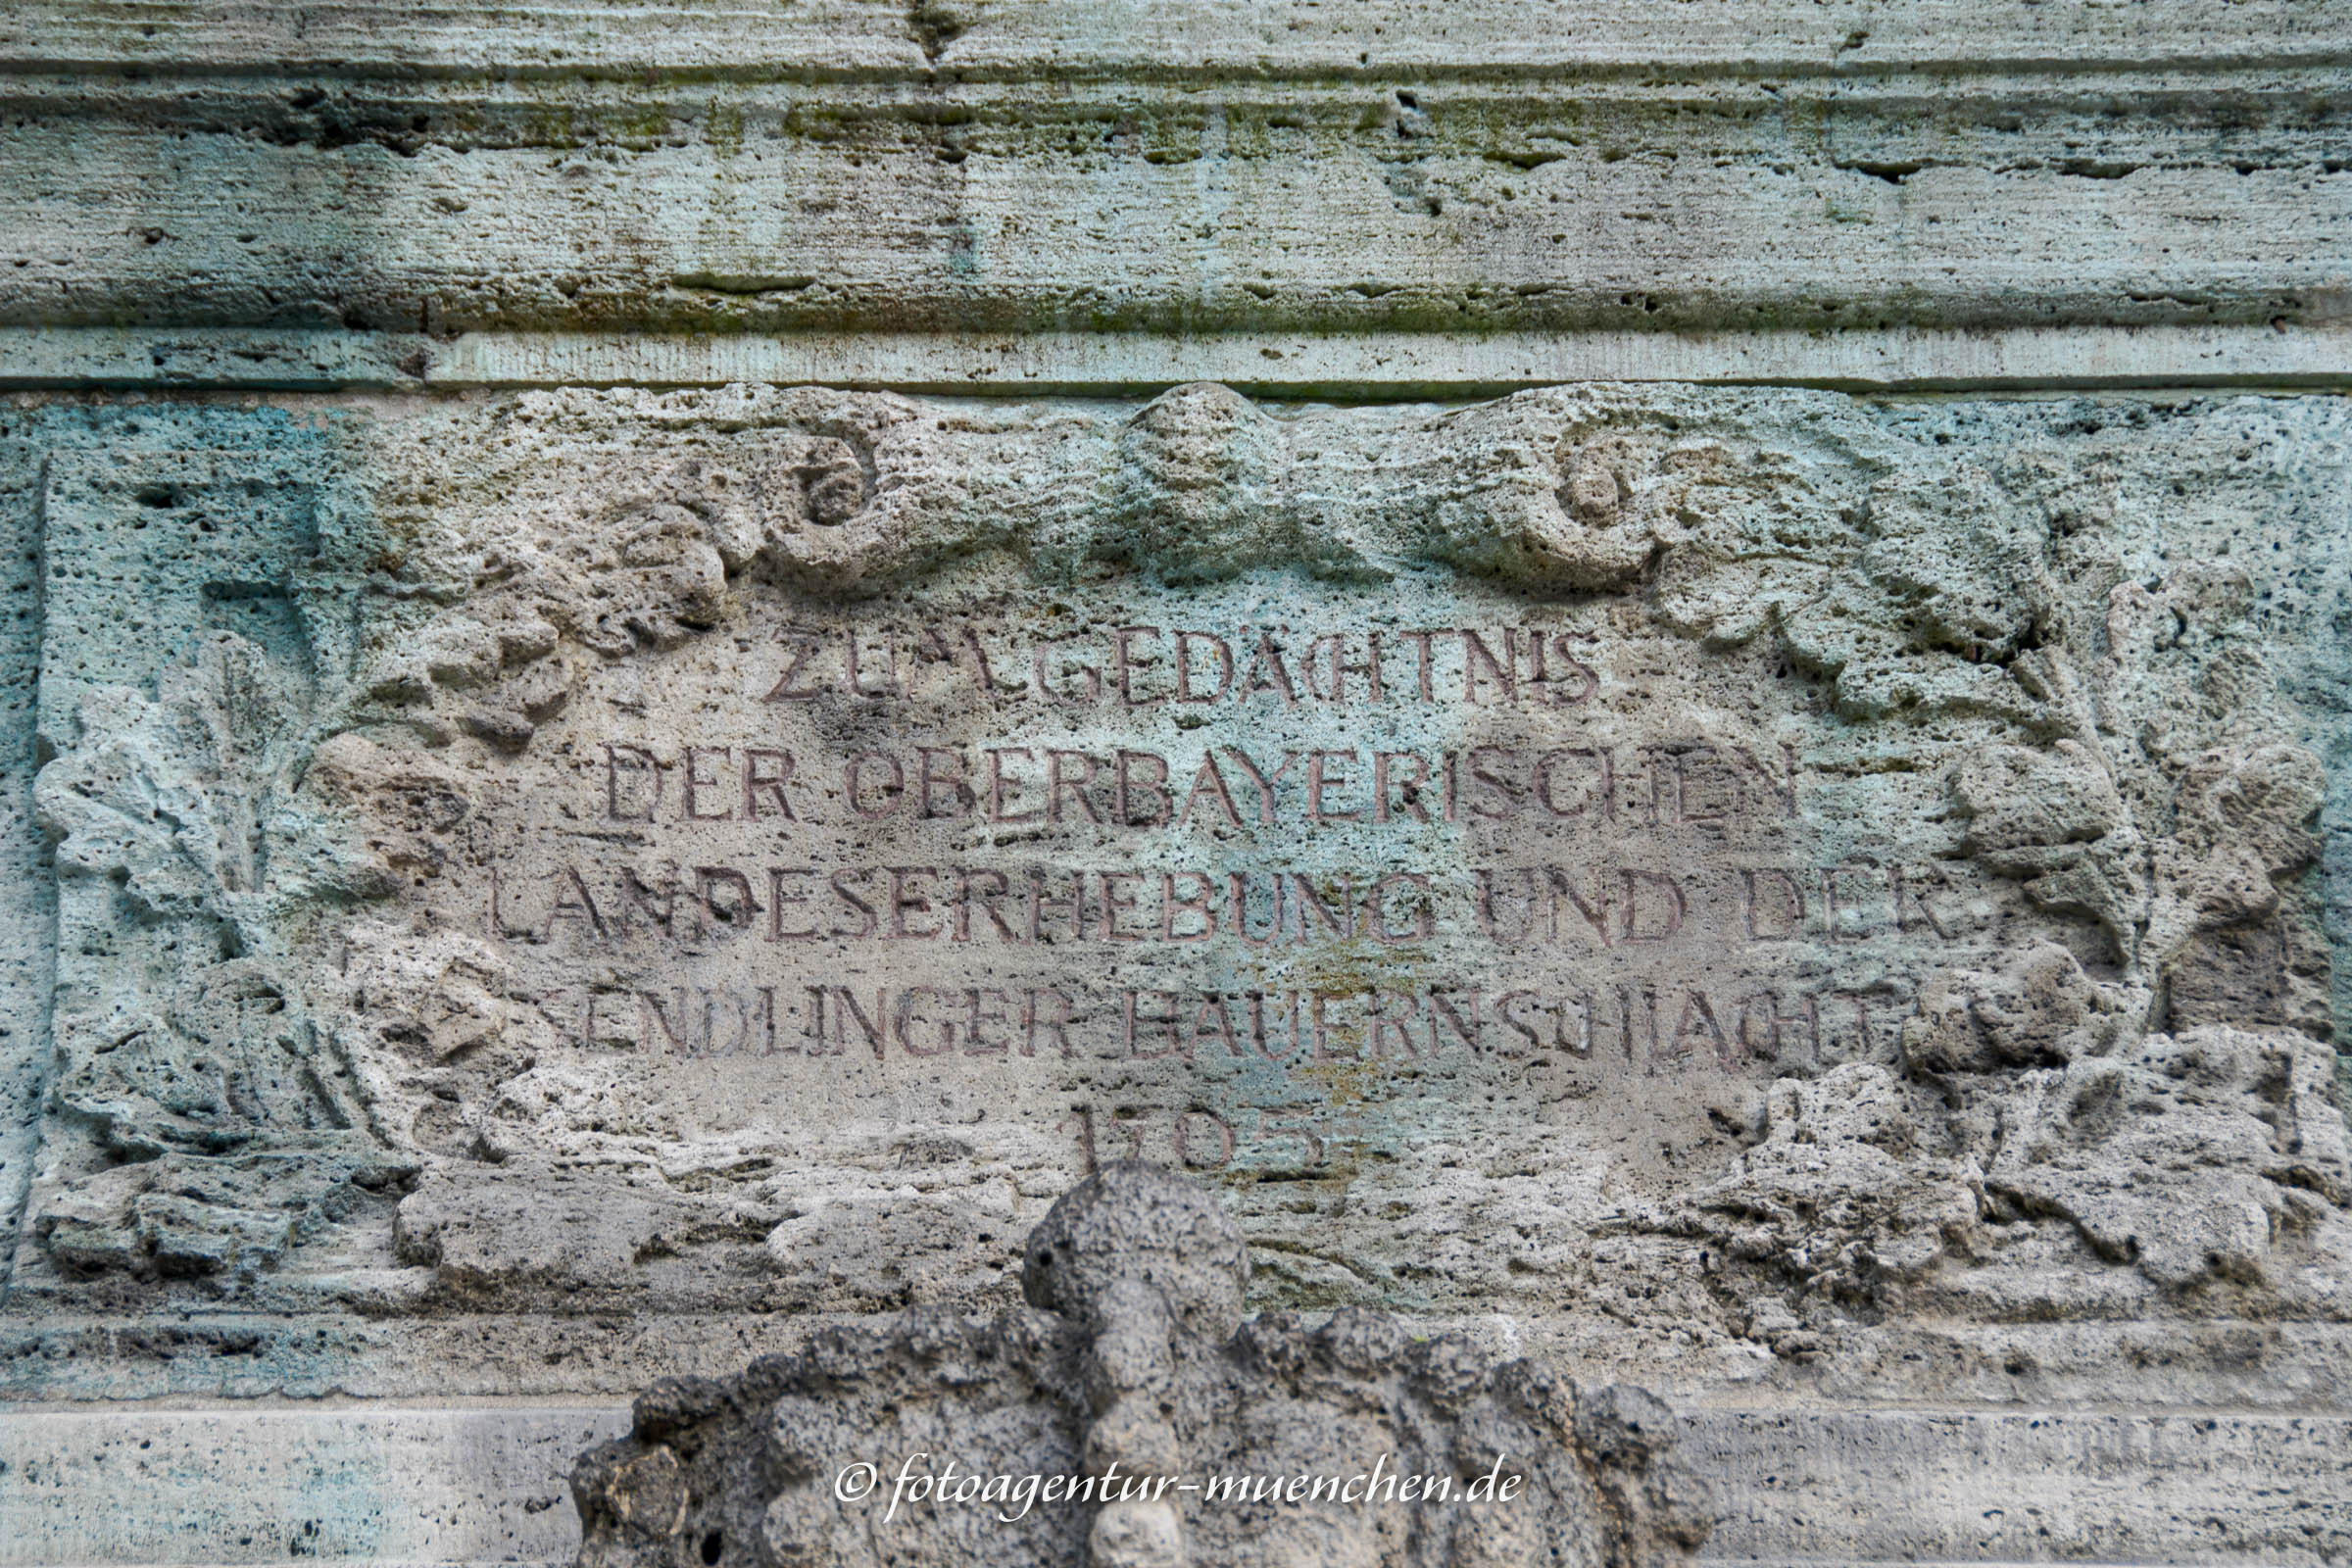 ZUM GEDÄCHTNIS
DER OBERBAYERISCHEN
LANDESERHEBUNG UND DER
SENDLINGER BAUERNSCHLACHT
1705
© fotoagentur-muenchen.de